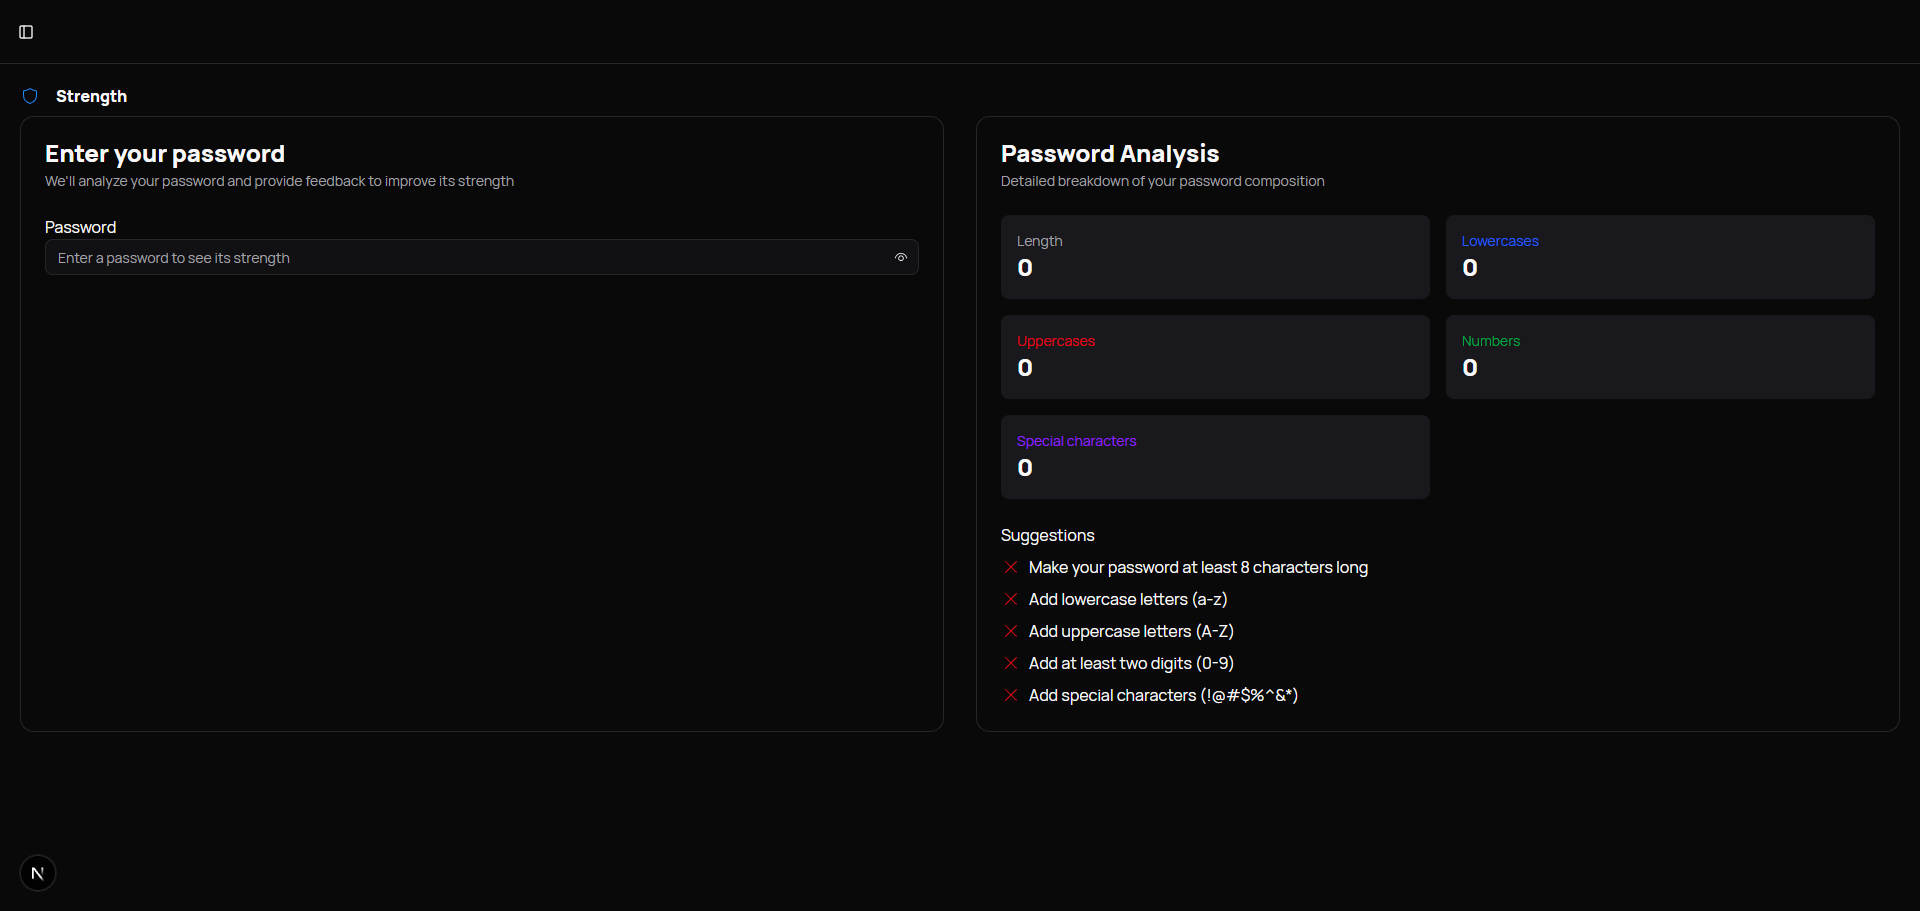 Strength
Enter your password
We'll analyze your password and provide feedback to improve its strength
Password
Enter a password to see its strength
Password Analysis
Detailed breakdown of your password composition
Length
0
Lowercases
0
Uppercases
0
Numbers
0
Special characters
0
Suggestions
Make your password at least 8 characters long
Add lowercase letters (a-z)
Add uppercase letters (A-Z)
Add at least two digits (0-9)
Add special characters (!@#$%^&*)
N